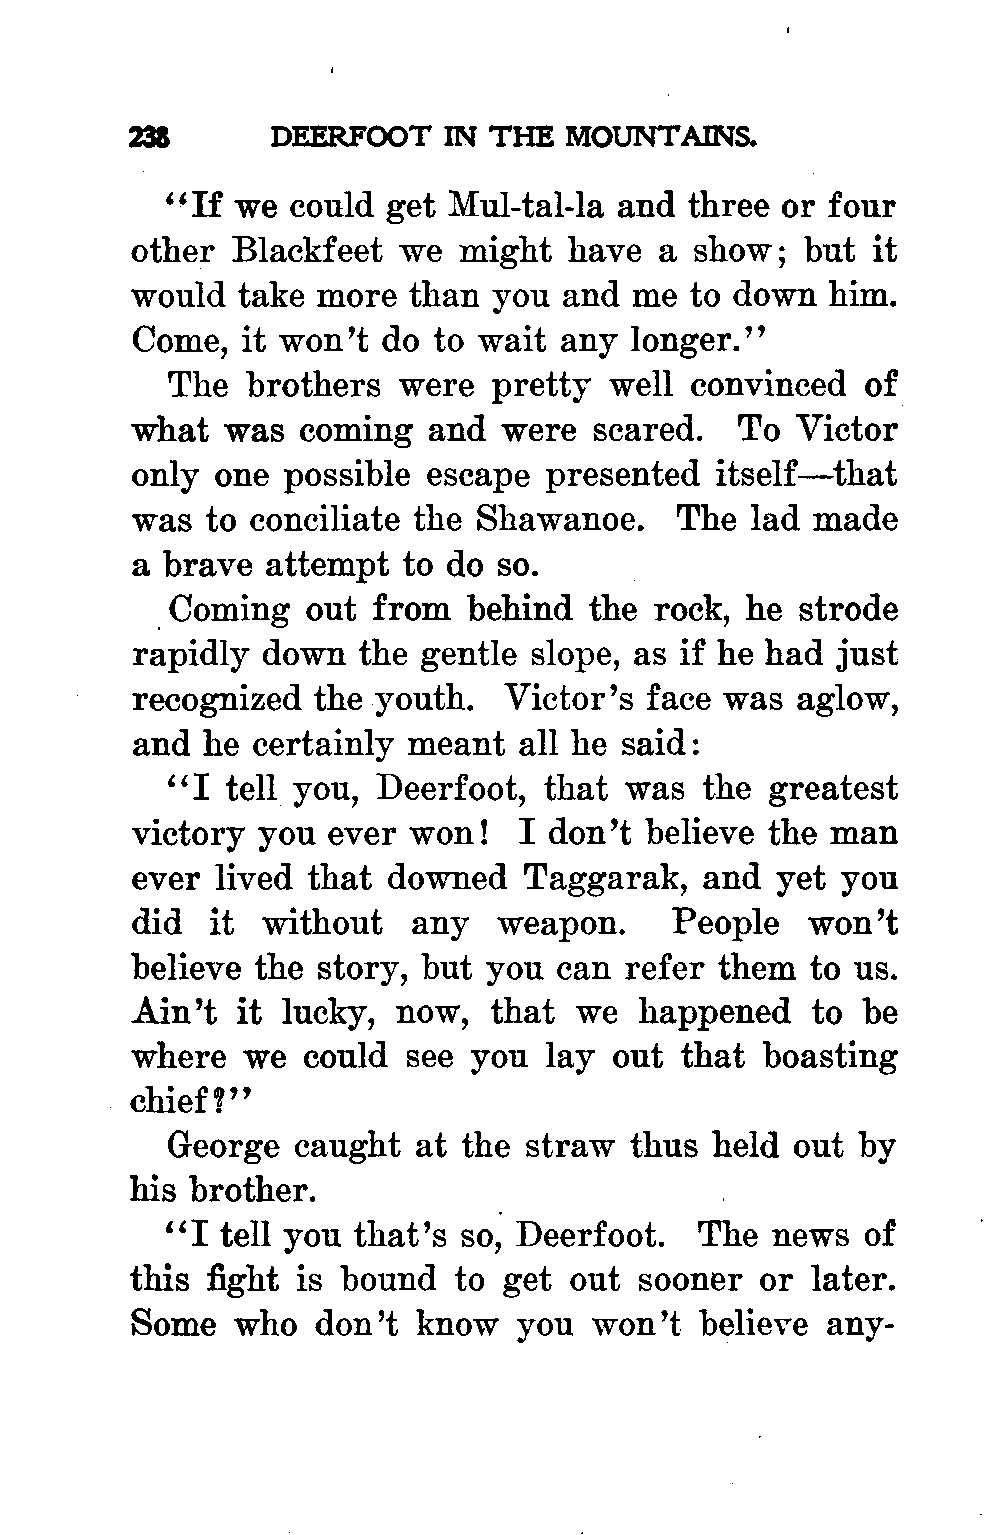 238 DEERFOOT IN THE MOUNTAINS.
"If we could get Mul-tal-la and three or four
other Blackfeet we might have a show; but it
would take more than you and me to down him.
Come, it won't do to wait any longer."
The brothers were pretty well convinced of
what was coming and were scared. To Victor
only one possible escape presented itself—that
was to conciliate the Shawanoe. The lad made
a brave attempt to do so.
Coming out from behind the rock, he strode
rapidly down the gentle slope, as if he had just
recognized the youth. Victor's face was aglow,
and he certainly meant all he said:
"I tell you, Deerfoot, that was the greatest
victory you ever won! I don't believe the man
ever lived that downed Taggarak, and yet you
did it without any weapon. People won't
believe the story, but you can refer them to us.
Ain't it lucky, now, that we happened to be
where we could see you lay out that boasting
chief?"
George caught at the straw thus held out by
his brother.
"I tell you that's so, Deerfoot. The news of
this fight is bound to get out sooner or later.
Some who don't know you won't believe any-